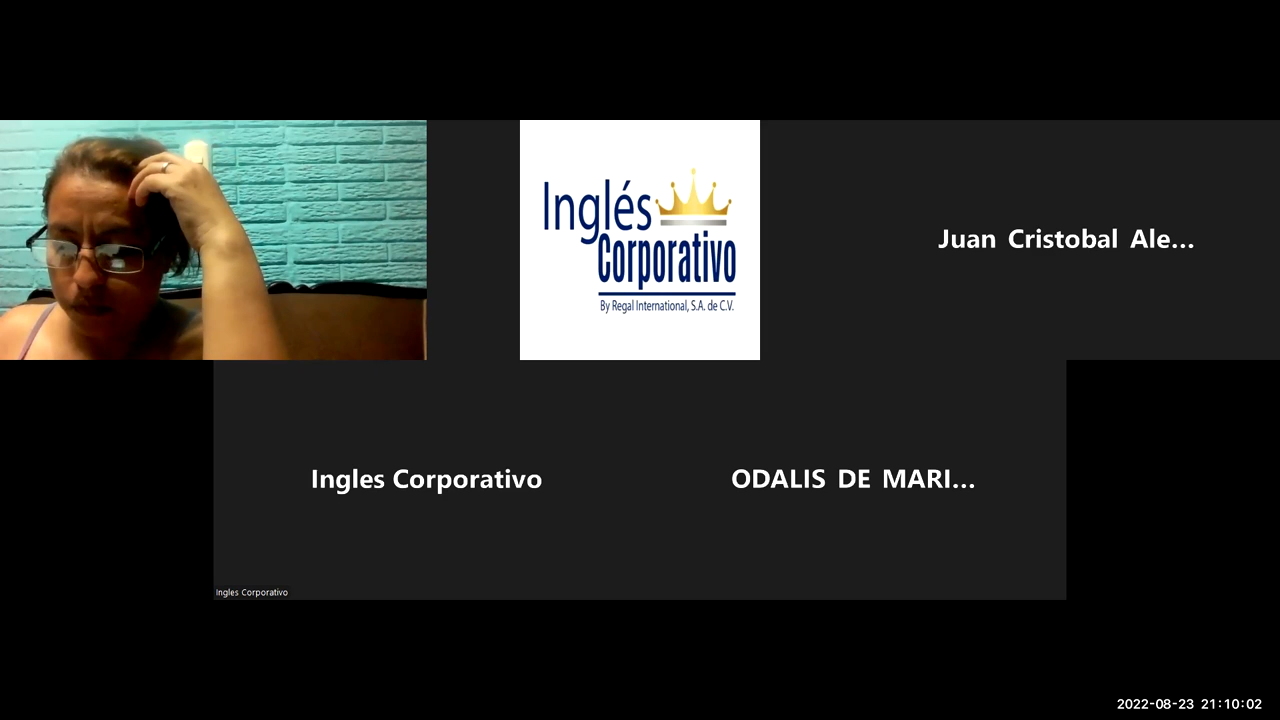 Inglés
Corporativo
By Regal International, S.A. de C.V.
Juan Cristobal Ale...
Ingles Corporativo
ODALIS DE MARI...
Ingles Corporativo
2022-08-23 21:10:02